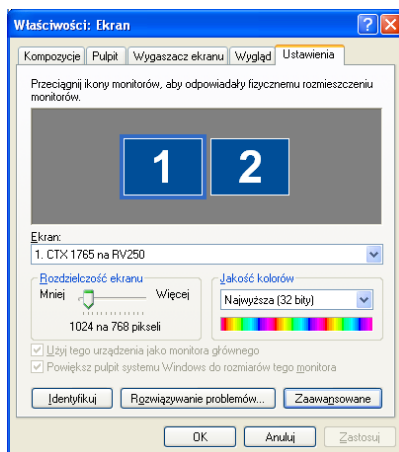 Właściwości: Ekran
Kompozycje Pulpit Wygaszacz ekranu Wygląd Ustawienia
Przeciągnij ikony monitorów, aby odpowiadały fizycznemu rozmieszczeniu
monitorów.
1 2
Ekran:
1. CTX 1765 na RV250
Rozdzielczość ekranu
Mniej Więcej
1024 na 768 pikseli
Jakość kolorów
Najwyższa (32 bity)
Użyj tego urządzenia jako monitora głównego
Powiększ pulpit systemu Windows do rozmiarów tego monitora
Identyfikuj Rozwiązywanie problemów... Zaawansowane
OK Anuluj Zastosuj